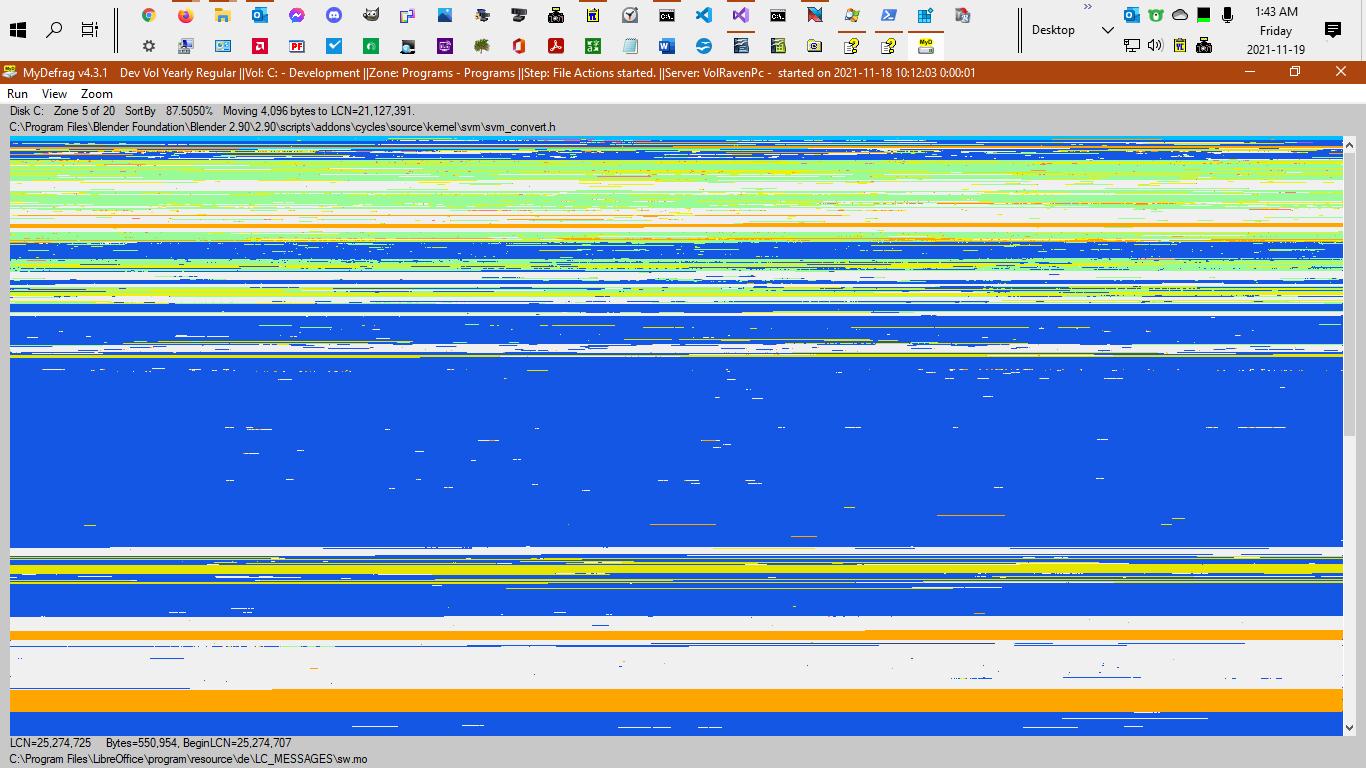 1:43 AM
Desktop
Friday
2021-11-19
MyDefrag v4.3.1 Dev Vol Yearly Regular ||Vol: C: - Development ||Zone: Programs - Programs ||Step: File Actions started. ||Server: VolRavenPc - started on 2021-11-18 10:12:03 0:00:01
Run View Zoom
Disk C: Zone 5 of 20 SortBy 87.5050% Moving 4,096 bytes to LCN=21,127,391.
C:\Program Files\Blender Foundation\Blender 2.90\2.90\scripts\addons\cycles\source\kernel\svm\svm_convert.h
LCN=25,274,725 Bytes=550,954, BeginLCN=25,274,707
C:\Program Files\LibreOffice\program\resource\de\LC_MESSAGES\sw.mo